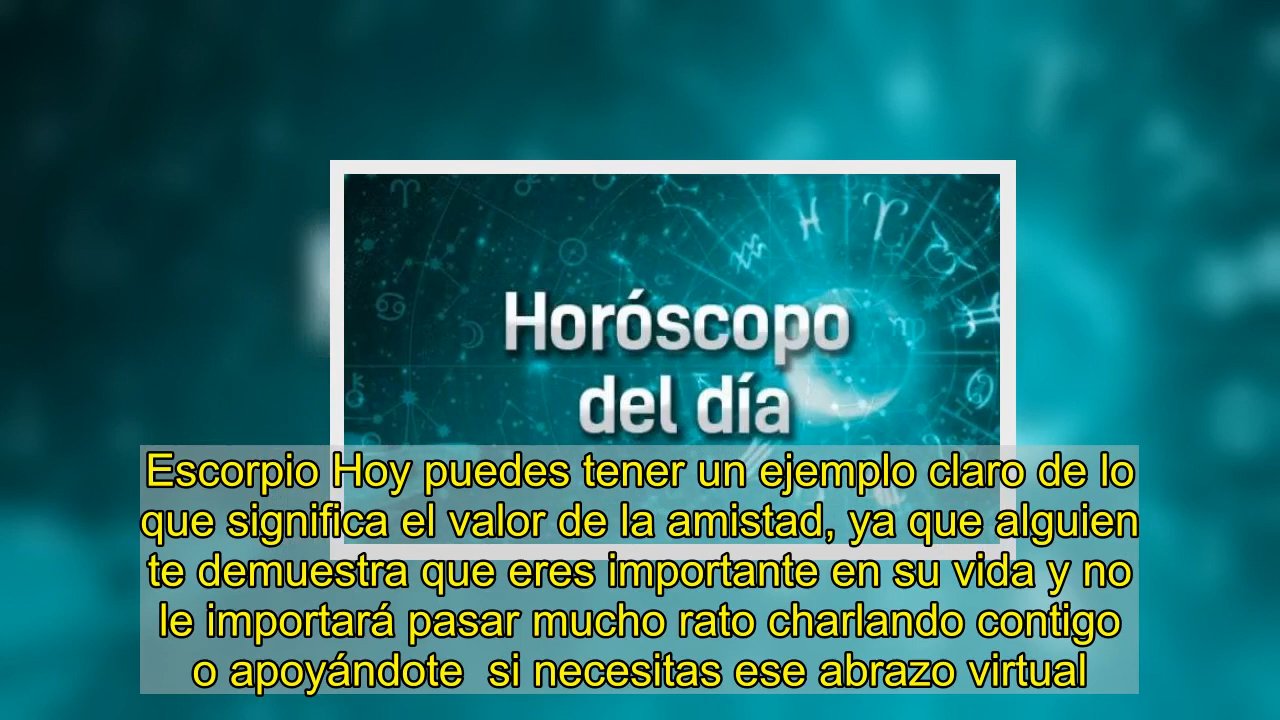 Horóscopo
del día
Escorpio Hoy puedes tener un ejemplo claro de lo
que significa el valor de la amistad, ya que alguien
te demuestra que eres importante en su vida y no
le importará pasar mucho rato charlando contigo
o apoyándote  si necesitas ese abrazo virtual